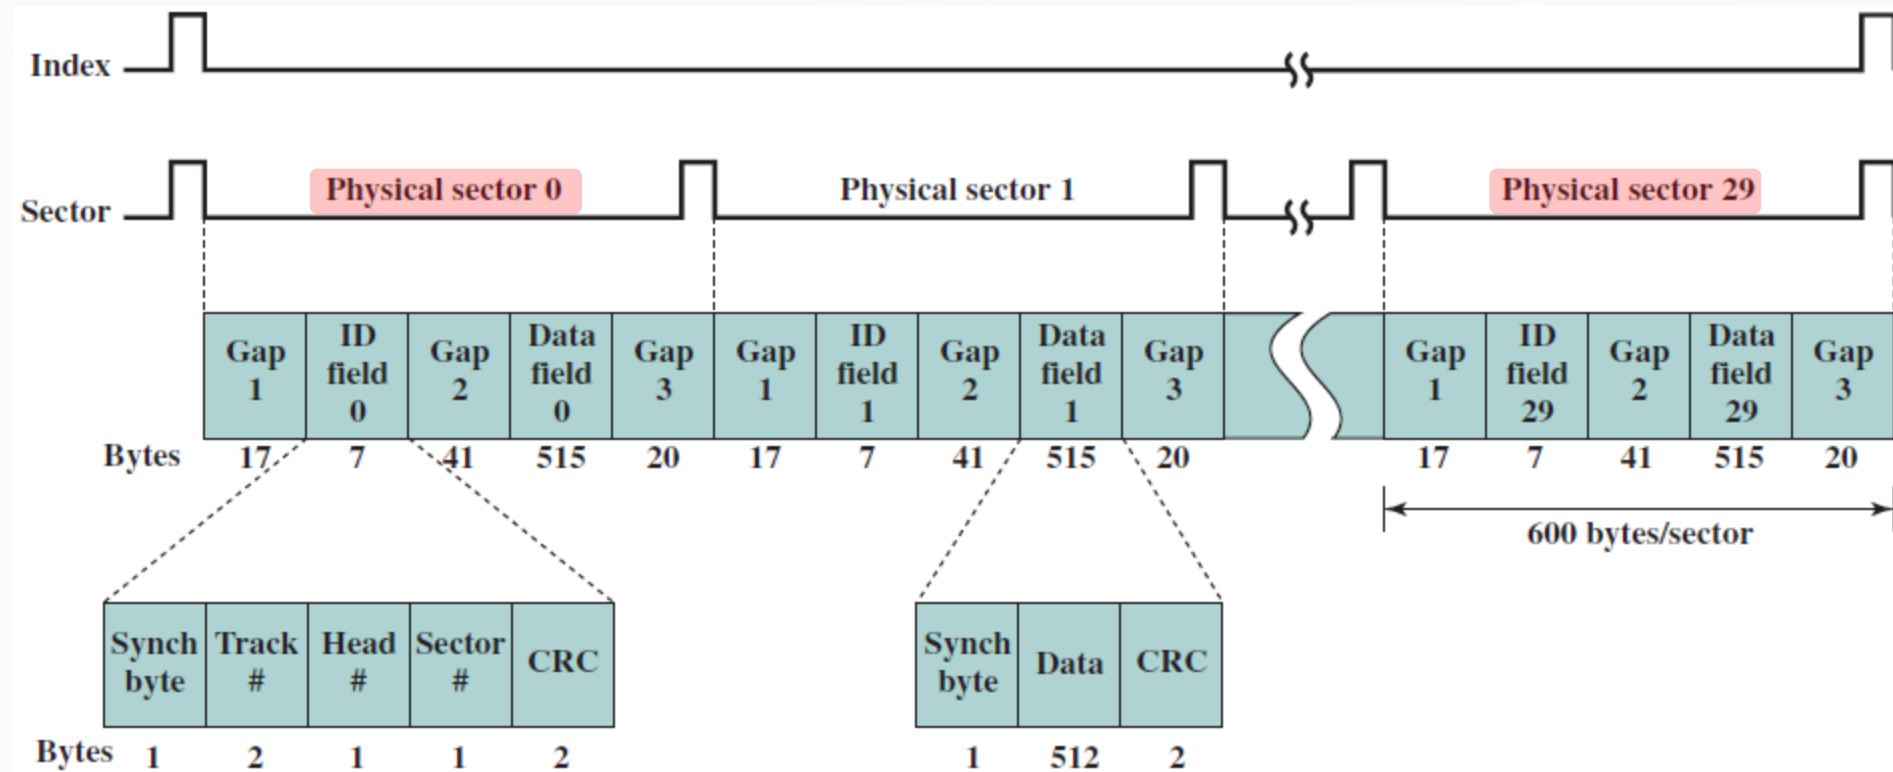 Index
Sector
Physical sector 0
Physical sector 1
Physical sector 29
Gap
1
ID
field
0
Gap
2
Data
field
0
Gap
3
Gap
1
ID
field
1
Gap
2
Data
field
1
Gap
3
Gap
1
ID
field
29
Gap
2
Data
field
29
Gap
3
Bytes 17 7 41 515 20 17 7 41 515 20 17 7 41 515 20
600 bytes/sector
Synch
byte
Track
#
Head
#
Sector
#
CRC
Synch
byte
Data
CRC
Bytes 1 2 1 1 2 1 512 2